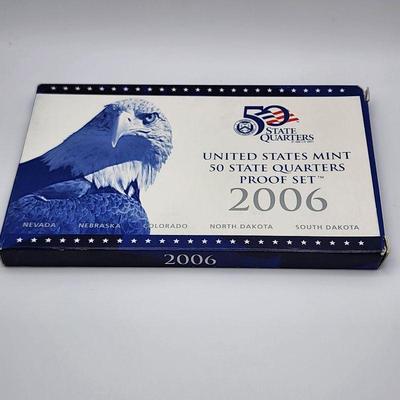 50
STATE
QUARTERS
UNITED STATES MINT
50 STATE QUARTERS
PROOF SET™
2006
NEVADA NEBRASKA COLORADO NORTH DAKOTA SOUTH DAKOTA
2006